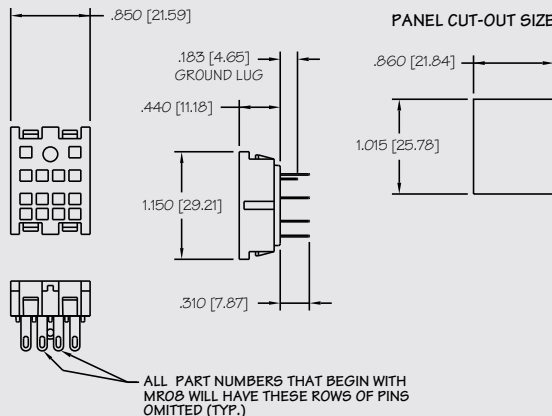 .850 [21.59]
PANEL CUT-OUT SIZE
.183 [4.65]
GROUND LUG
.860 [21.84]
.440 [11.18]
1.015 [25.78]
1.150 [29.21]
.310 [7.87]
ALL PART NUMBERS THAT BEGIN WITH
MR08 WILL HAVE THESE ROWS OF PINS
OMITTED (TYP.)